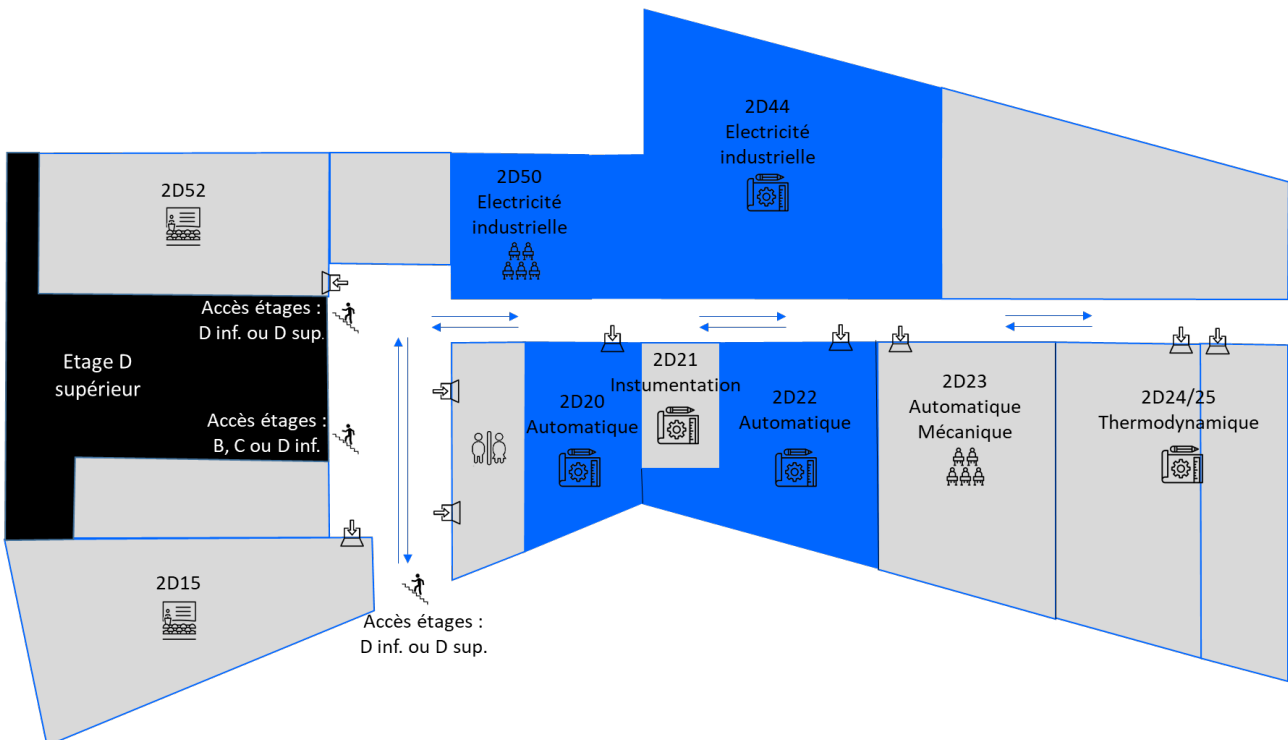 2D44
Electricité
industrielle
2D52
2D50
Electricité
industrielle
Accès étages :
D inf. ou D sup.
Etage D
supérieur
Accès étages :
B, C ou D inf.
2D20
Automatique
2D21
Instumentation
2D22
Automatique
2D23
Automatique
Mécanique
2D24/25
Thermodynamique
2D15
Accès étages :
D inf. ou D sup.